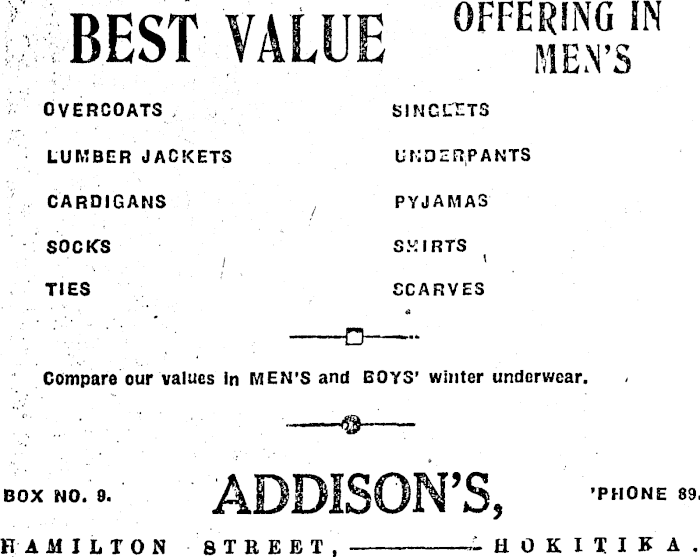 BEST VALUE OFFERING IN
MEN'S
OVERCOATS SINGLETS
LUMBER JACKETS UNDERPANTS
CARDIGANS PYJAMAS
SOCKS SHIRTS
TIES SCARVES
Compare our values in MEN'S and BOYS' winter underwear.
BOX NO. 9. ADDISON'S, 'PHONE 89.
HAMILTON STREET, HOKITIKA.